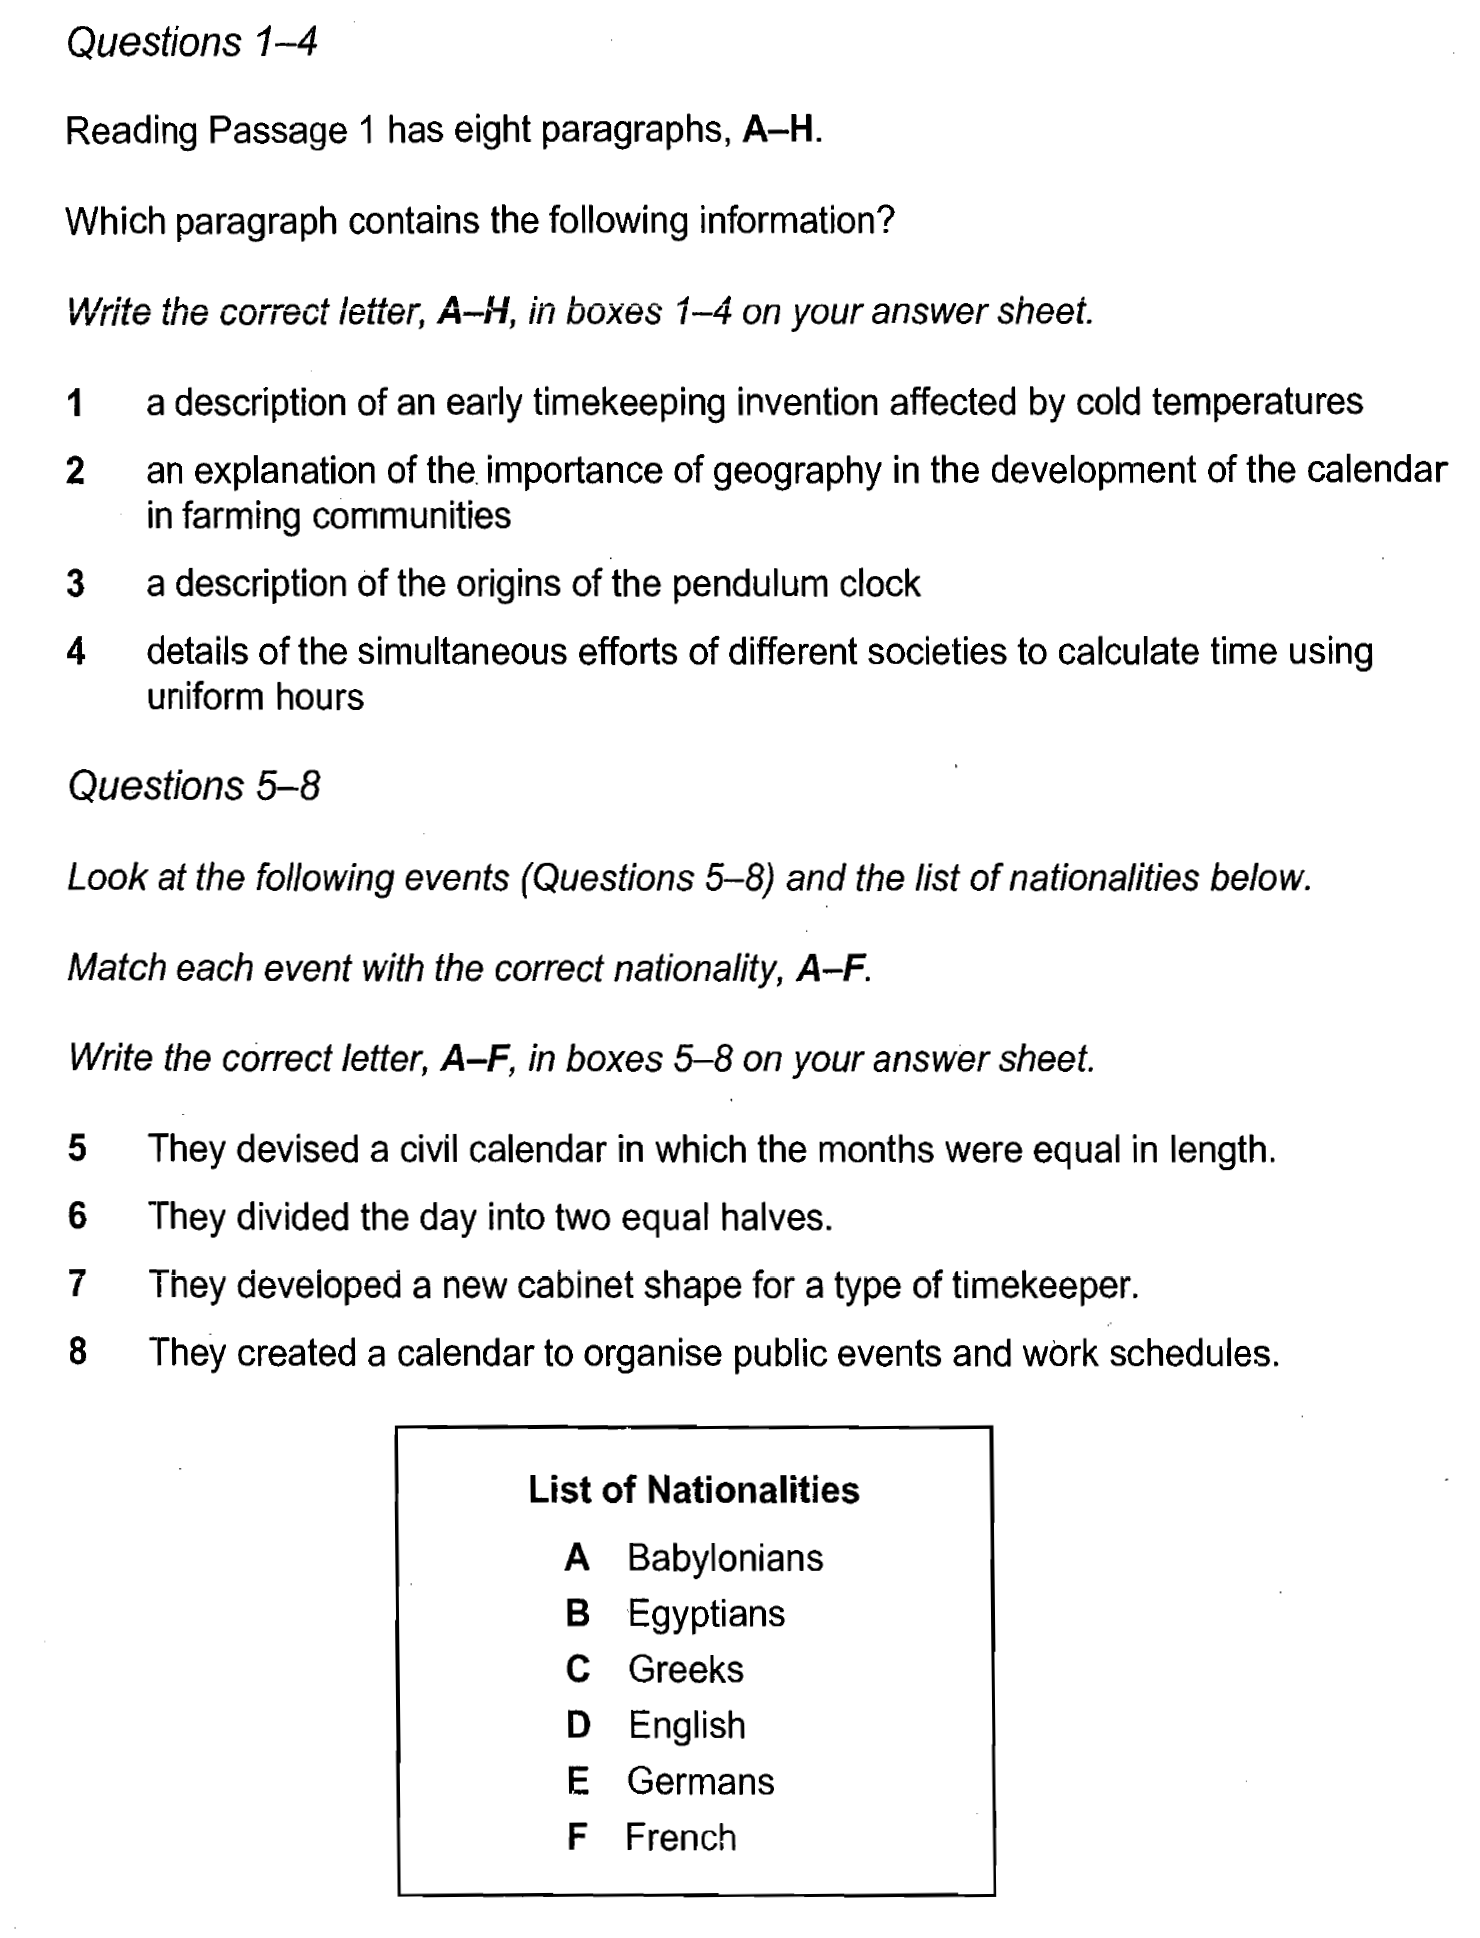 Questions 1–4
Reading Passage 1 has eight paragraphs, A–H.
Which paragraph contains the following information?
Write the correct letter, A–H, in boxes 1–4 on your answer sheet.
1 a description of an early timekeeping invention affected by cold temperatures
2 an explanation of the importance of geography in the development of the calendar
in farming communities
3 a description of the origins of the pendulum clock
4 details of the simultaneous efforts of different societies to calculate time using
uniform hours
Questions 5–8
Look at the following events (Questions 5–8) and the list of nationalities below.
Match each event with the correct nationality, A–F.
Write the correct letter, A–F, in boxes 5–8 on your answer sheet.
5 They devised a civil calendar in which the months were equal in length.
6 They divided the day into two equal halves.
7 They developed a new cabinet shape for a type of timekeeper.
8 They created a calendar to organise public events and work schedules.
List of Nationalities
A Babylonians
B Egyptians
C Greeks
D English
E Germans
F French